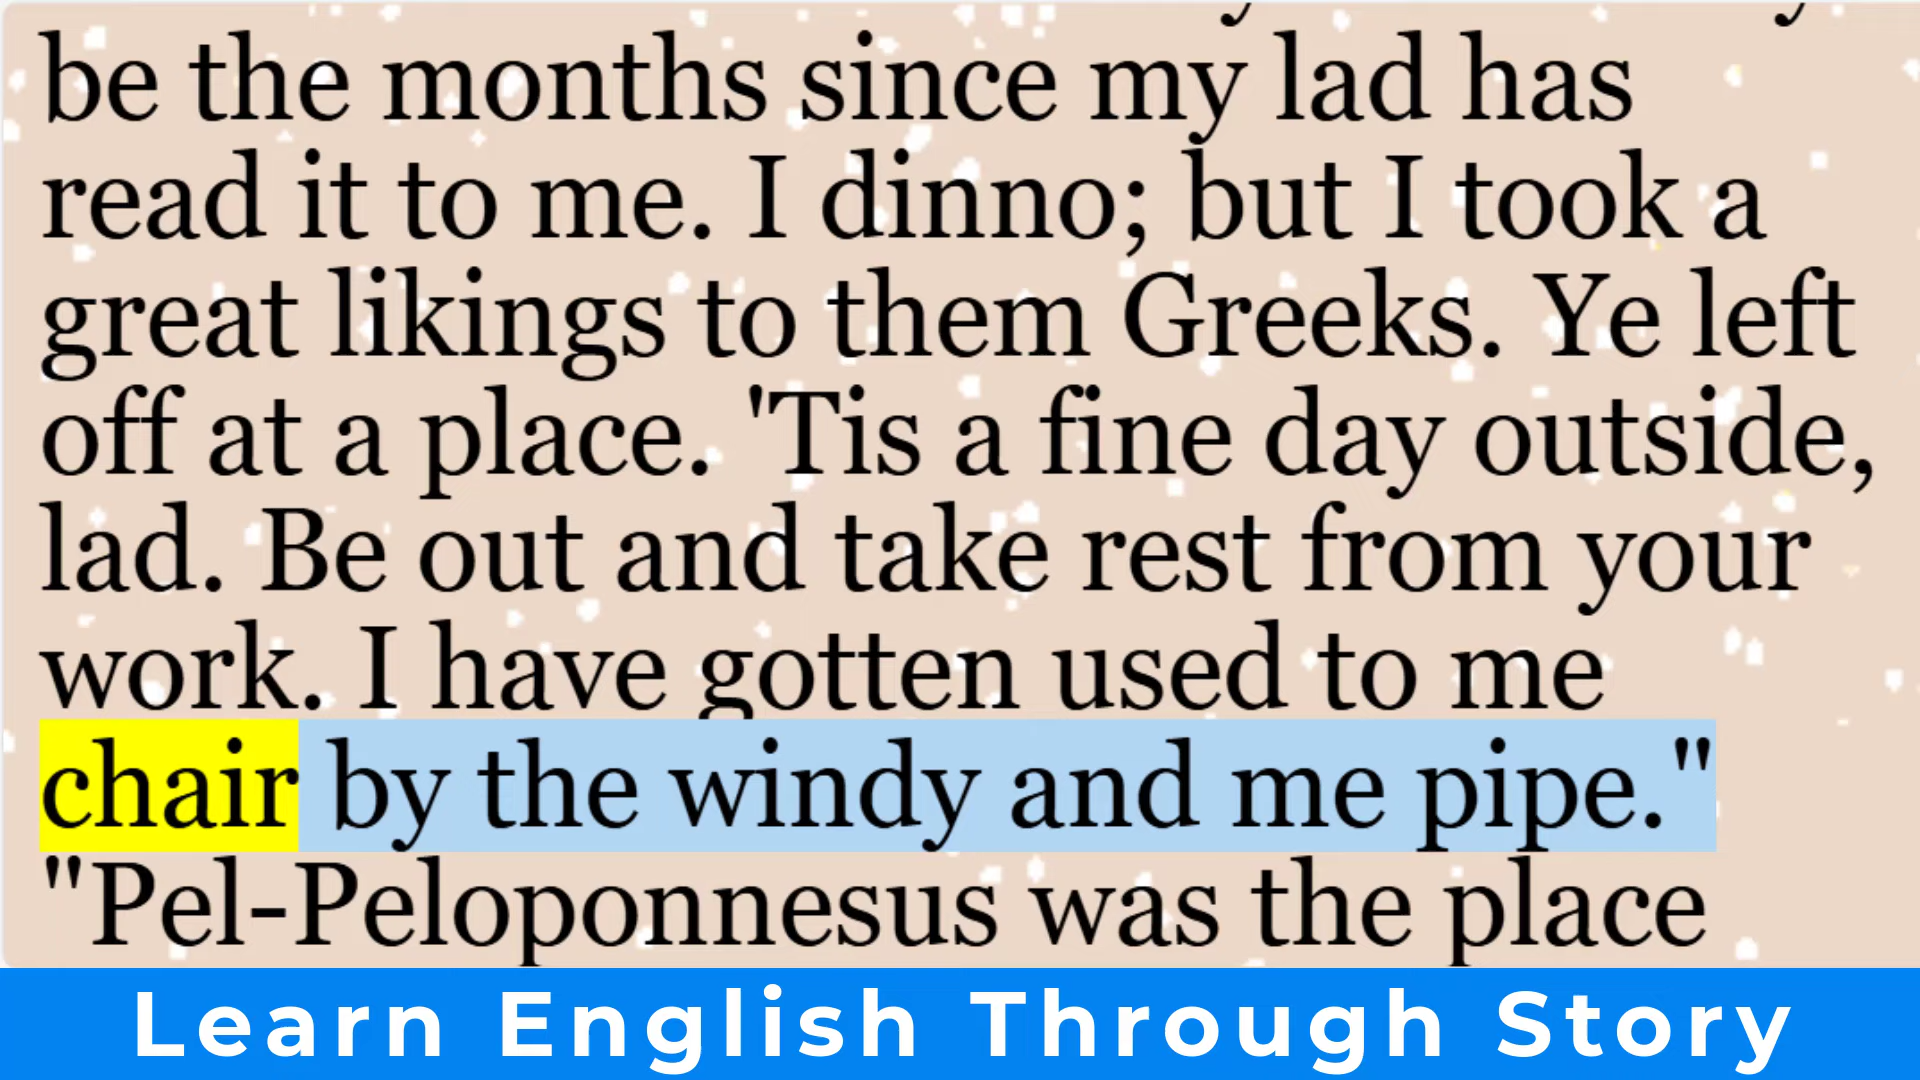 be the months since my lad has
read it to me. I dinno; but I took a
great likings to them Greeks. Ye left
off at a place. 'Tis a fine day outside,
lad. Be out and take rest from your
work. I have gotten used to me
chair by the windy and me pipe."
"Pel-Peloponnesus was the place
Learn English Through Story